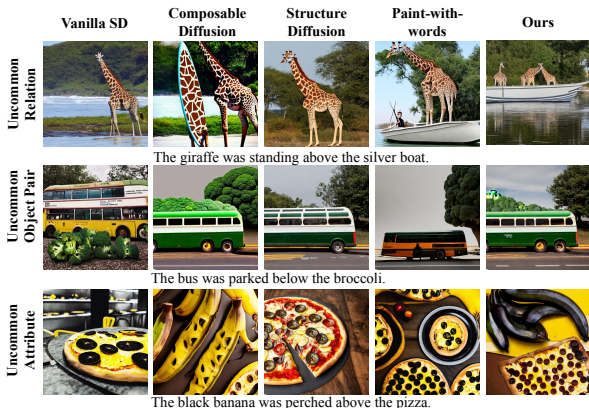 Vanilla SD
Composable Diffusion
Structure Diffusion
Paint-with-words
Ours
Uncommon Relation
The giraffe was standing above the silver boat.
Uncommon Object Pair
The bus was parked below the broccoli.
Uncommon Attribute
The black banana was perched above the pizza.